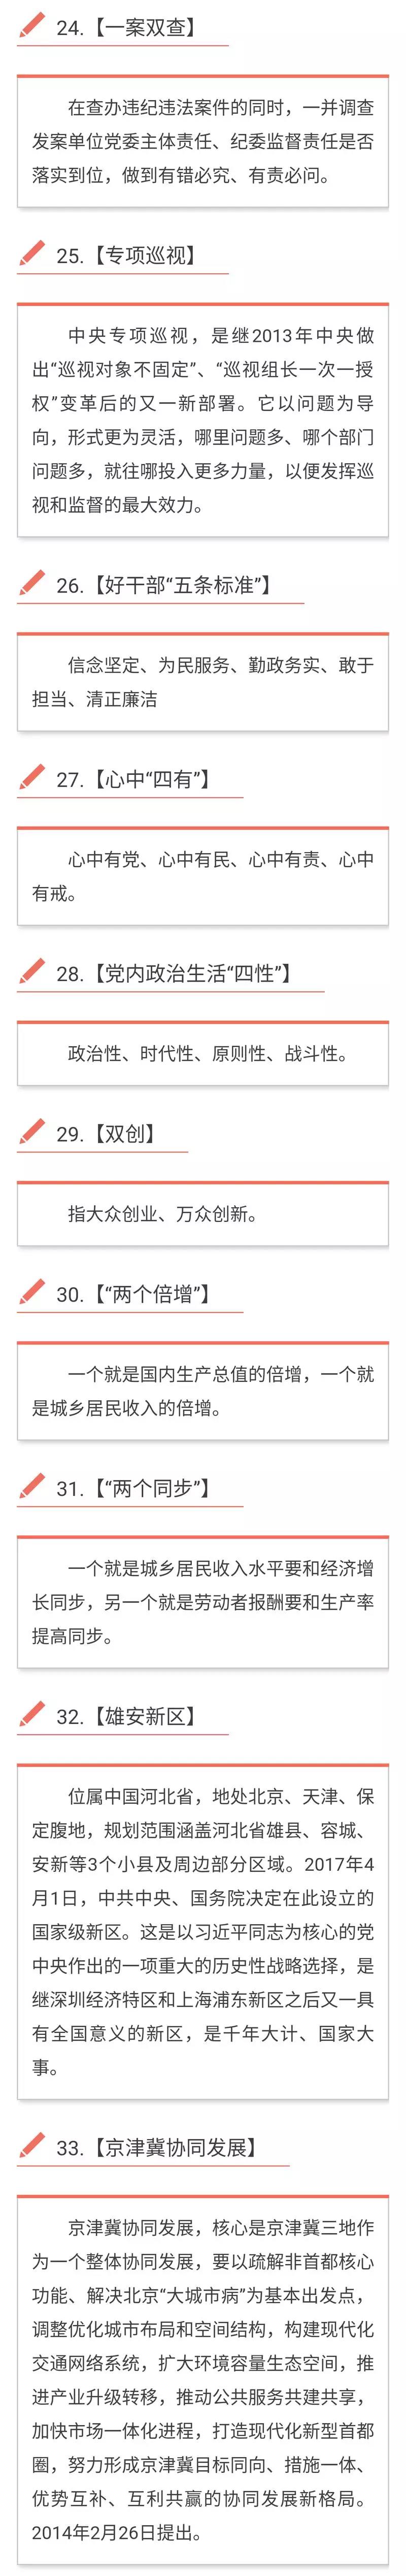 24.【一案双查】
在查办违纪违法案件的同时，一并调查
发案单位党委主体责任、纪委监督责任是否
落实到位，做到有错必究、有责必问。
25.【专项巡视】
中央专项巡视，是继2013年中央做
出“巡视对象不固定”、“巡视组长一次一授
权”变革后的又一新部署。它以问题为导
向，形式更为灵活，哪里问题多、哪个部门
问题多，就往哪投入更多力量，以便发挥巡
视和监督的最大效力。
26.【好干部“五条标准”】
信念坚定、为民服务、勤政务实、敢于
担当、清正廉洁
27.【心中“四有”】
心中有党、心中有民、心中有责、心中
有戒。
28.【党内政治生活“四性”】
政治性、时代性、原则性、战斗性。
29.【双创】
指大众创业、万众创新。
30.【“两个倍增”】
一个就是国内生产总值的倍增，一个就
是城乡居民收入的倍增。
31.【“两个同步”】
一个就是城乡居民收入水平要和经济增
长同步，另一个就是劳动者报酬要和生产率
提高同步。
32.【雄安新区】
位属中国河北省，地处北京、天津、保
定腹地，规划范围涵盖河北省雄县、容城、
安新等3个小县及周边部分区域。2017年4
月1日，中共中央、国务院决定在此设立的
国家级新区。这是以习近平同志为核心的党
中央作出的一项重大的历史性战略选择，是
继深圳经济特区和上海浦东新区之后又一具
有全国意义的新区，是千年大计、国家大
事。
33.【京津冀协同发展】
京津冀协同发展，核心是京津冀三地作
为一个整体协同发展，要以疏解非首都核心
功能、解决北京“大城市病”为基本出发点，
调整优化城市布局和空间结构，构建现代化
交通网络系统，扩大环境容量生态空间，推
进产业升级转移，推动公共服务共建共享，
加快市场一体化进程，打造现代化新型首都
圈，努力形成京津冀目标同向、措施一体、
优势互补、互利共赢的协同发展新格局。
2014年2月26日提出。